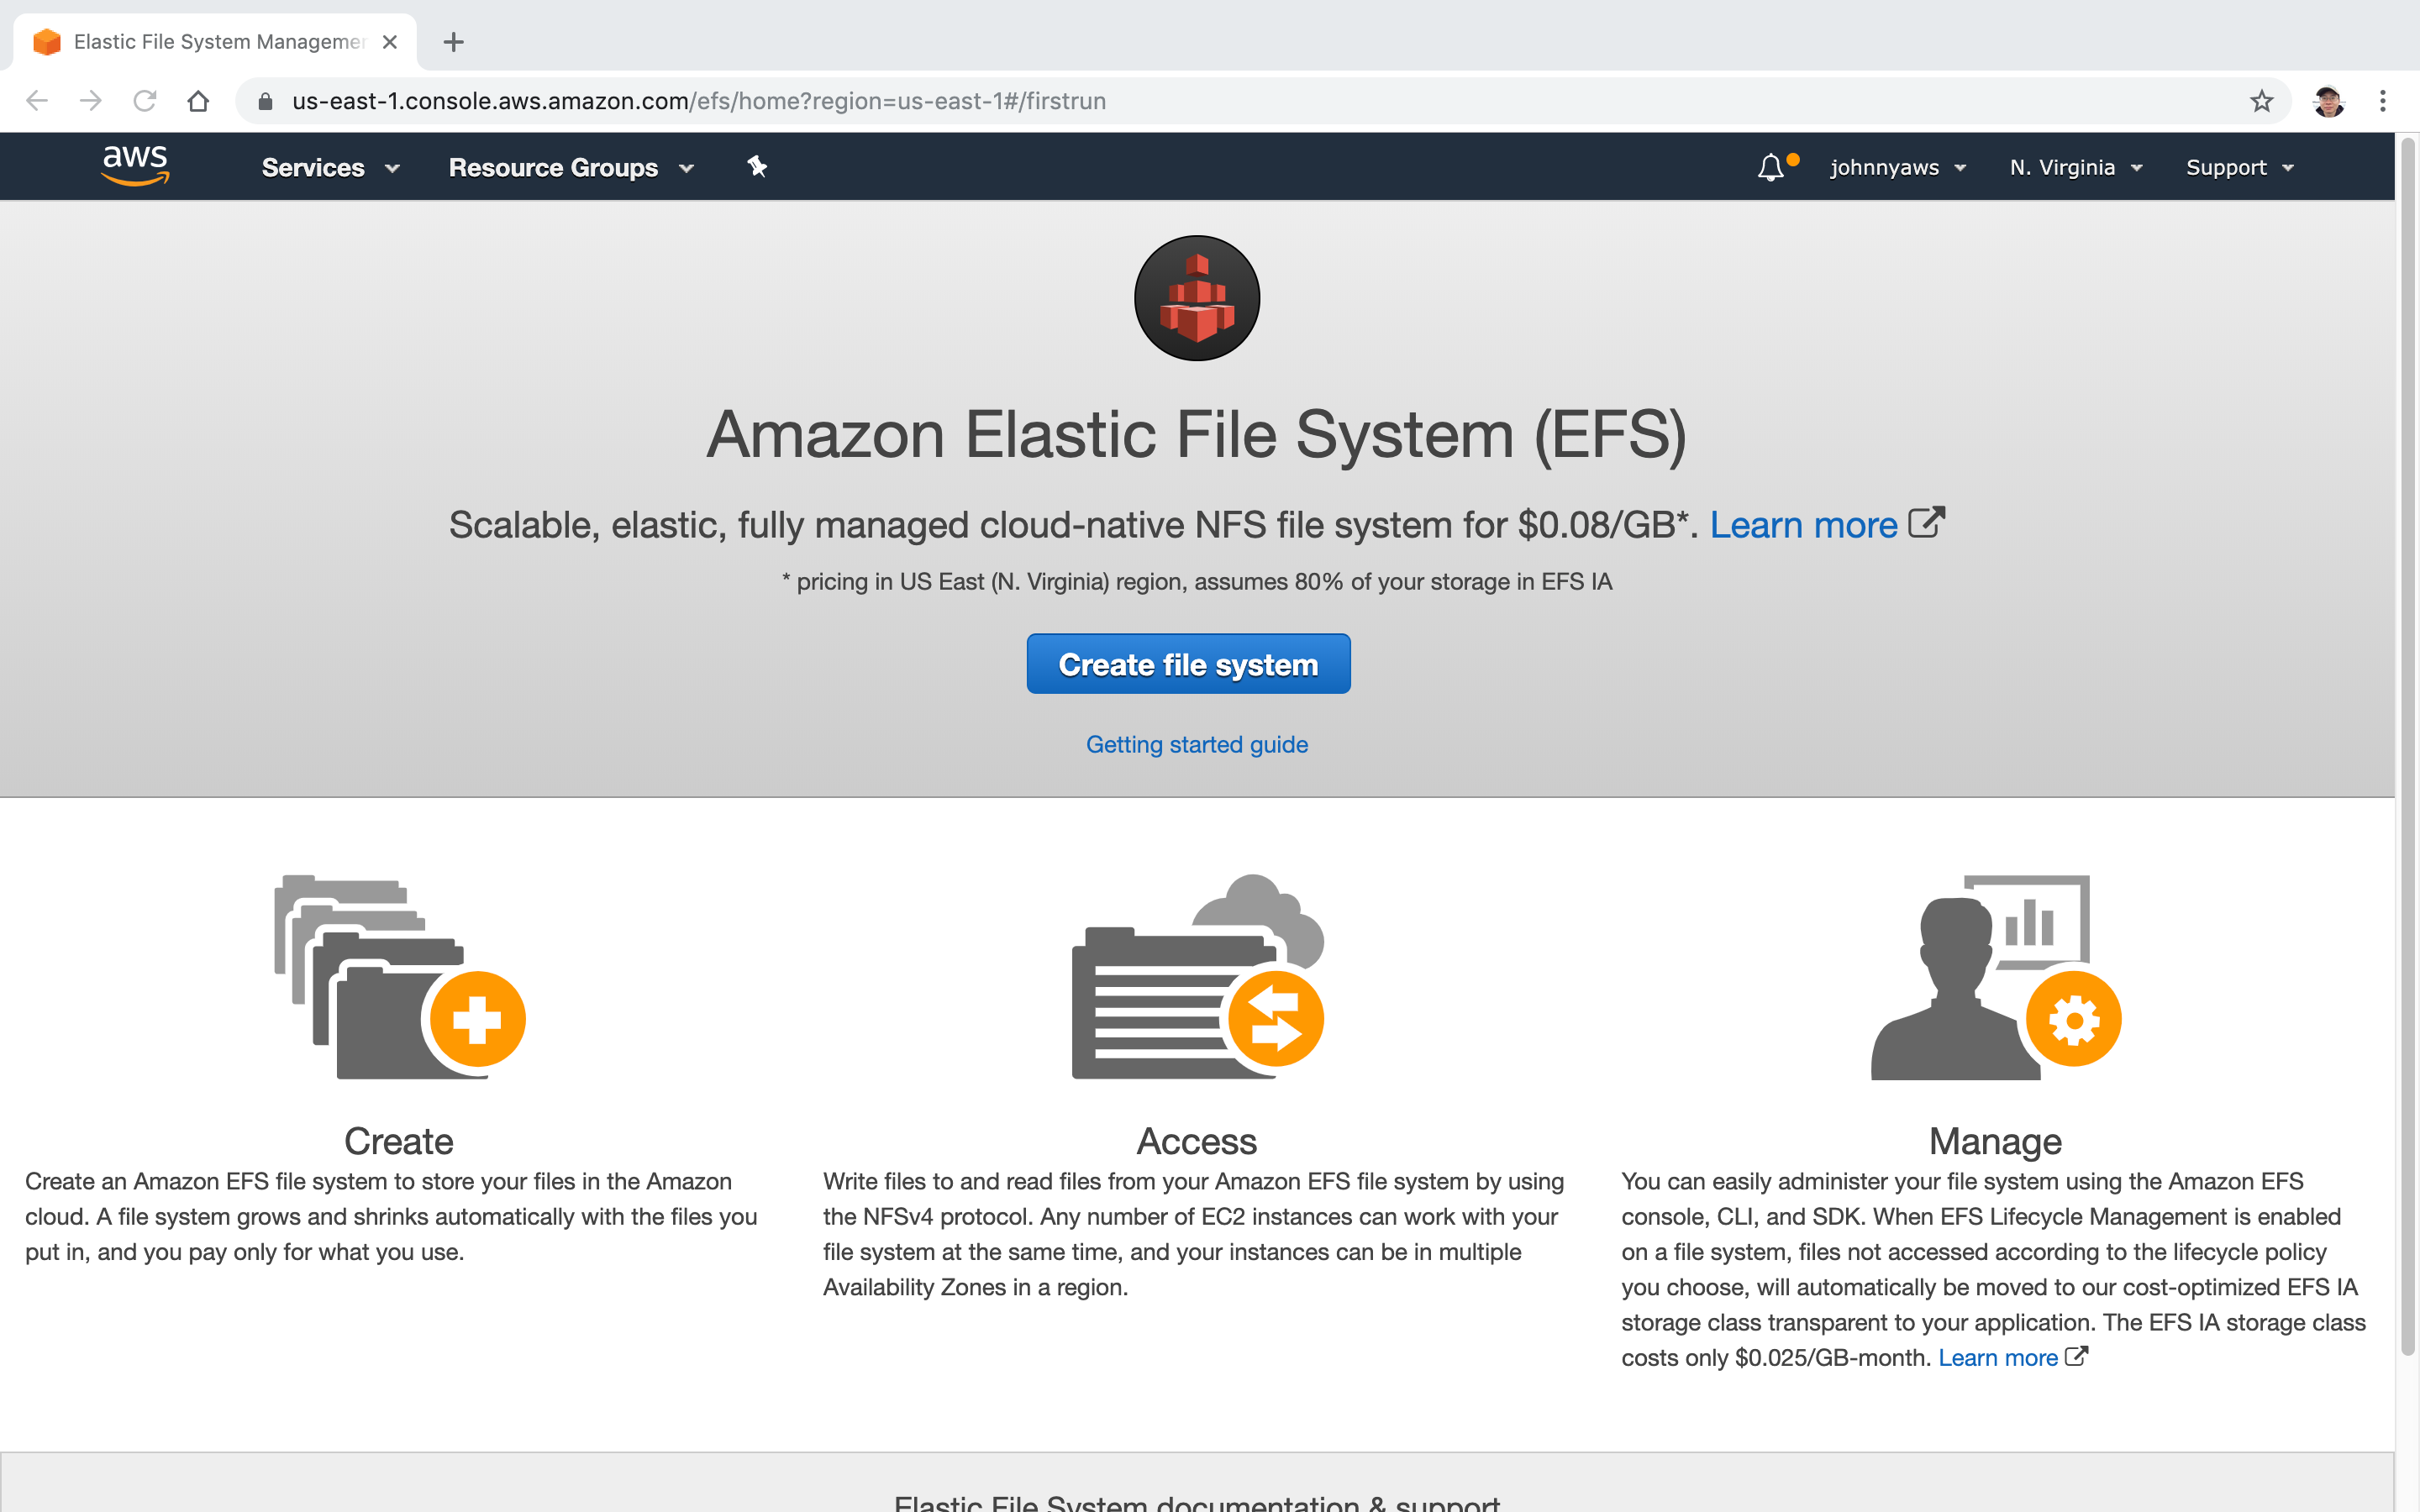 Elastic File System Managemen
us-east-1.console.aws.amazon.com/efs/home?region=us-east-1#/firstrun
aws Services Resource Groups johnnyaws N. Virginia Support
Amazon Elastic File System (EFS)
Scalable, elastic, fully managed cloud-native NFS file system for $0.08/GB*. Learn more
* pricing in US East (N. Virginia) region, assumes 80% of your storage in EFS IA
Create file system
Getting started guide
Create
Create an Amazon EFS file system to store your files in the Amazon
cloud. A file system grows and shrinks automatically with the files you
put in, and you pay only for what you use.
Access
Write files to and read files from your Amazon EFS file system by using
the NFSv4 protocol. Any number of EC2 instances can work with your
file system at the same time, and your instances can be in multiple
Availability Zones in a region.
Manage
You can easily administer your file system using the Amazon EFS
console, CLI, and SDK. When EFS Lifecycle Management is enabled
on a file system, files not accessed according to the lifecycle policy
you choose, will automatically be moved to our cost-optimized EFS IA
storage class transparent to your application. The EFS IA storage class
costs only $0.025/GB-month. Learn more
Elastic File System documentation & support